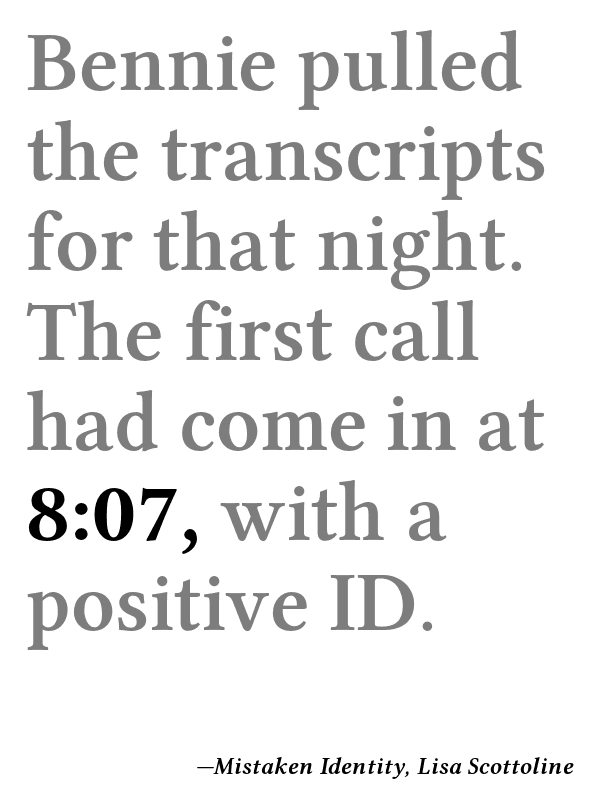 Bennie pulled
the transcripts
for that night.
The first call
had come in at
8:07, with a
positive ID.
—Mistaken Identity, Lisa Scottoline